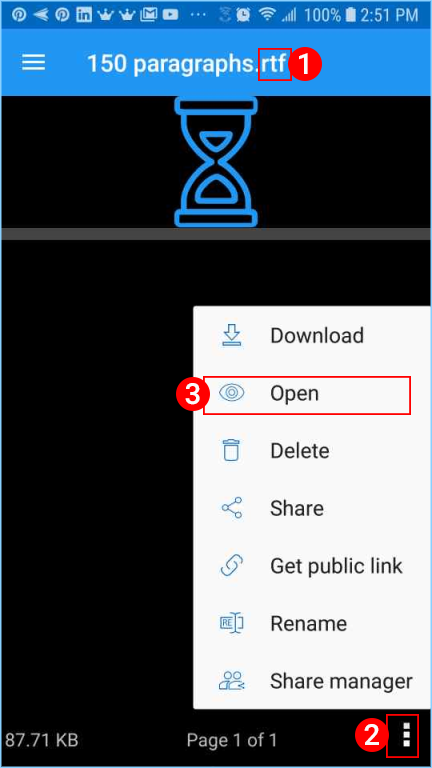 100% 2:51 PM
150 paragraphs.rtf 1
Download
3 Open
Delete
Share
Get public link
Rename
Share manager
2
87.71 KB Page 1 of 1